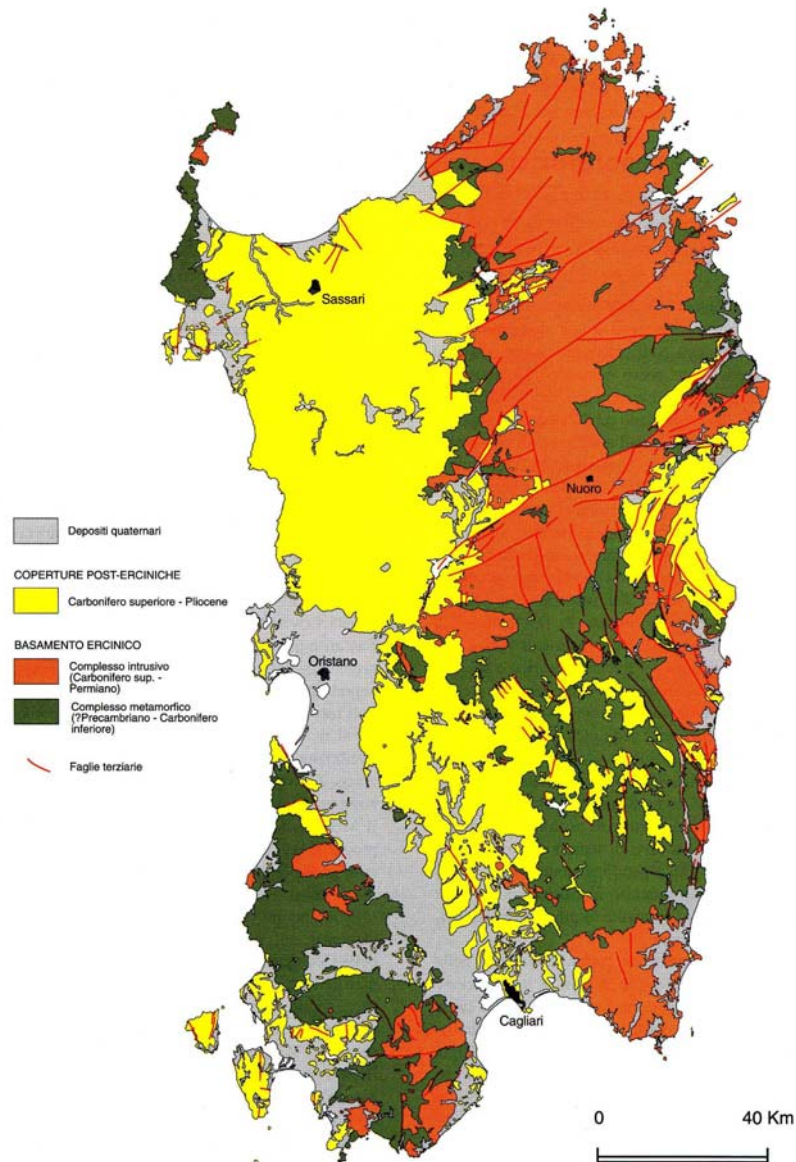 Sassari
Nuoro
Depositi quaternari
COPERTURE POST-ERCINICHE
Carbonifero superiore - Pliocene
BASAMENTO ERCINICO
Complesso intrusivo
(Carbonifero sup. -
Permiano)
Complesso metamorfico
(?Precambriano - Carbonifero
inferiore)
Faglie terziarie
Oristano
Cagliari
0 40 Km